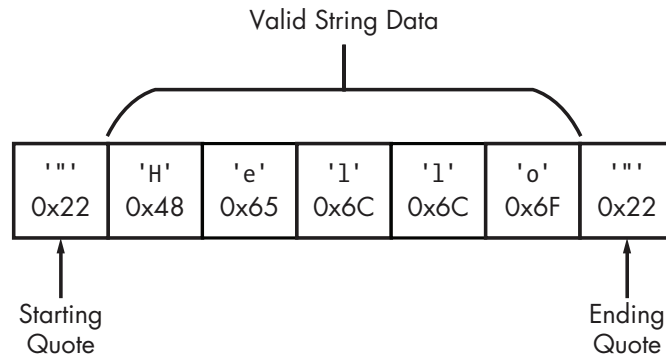 Valid String Data
'"' 'H' 'e' 'l' 'l' 'o' '"'
0x22 0x48 0x65 0x6C 0x6C 0x6F 0x22
Starting
Quote
Ending
Quote